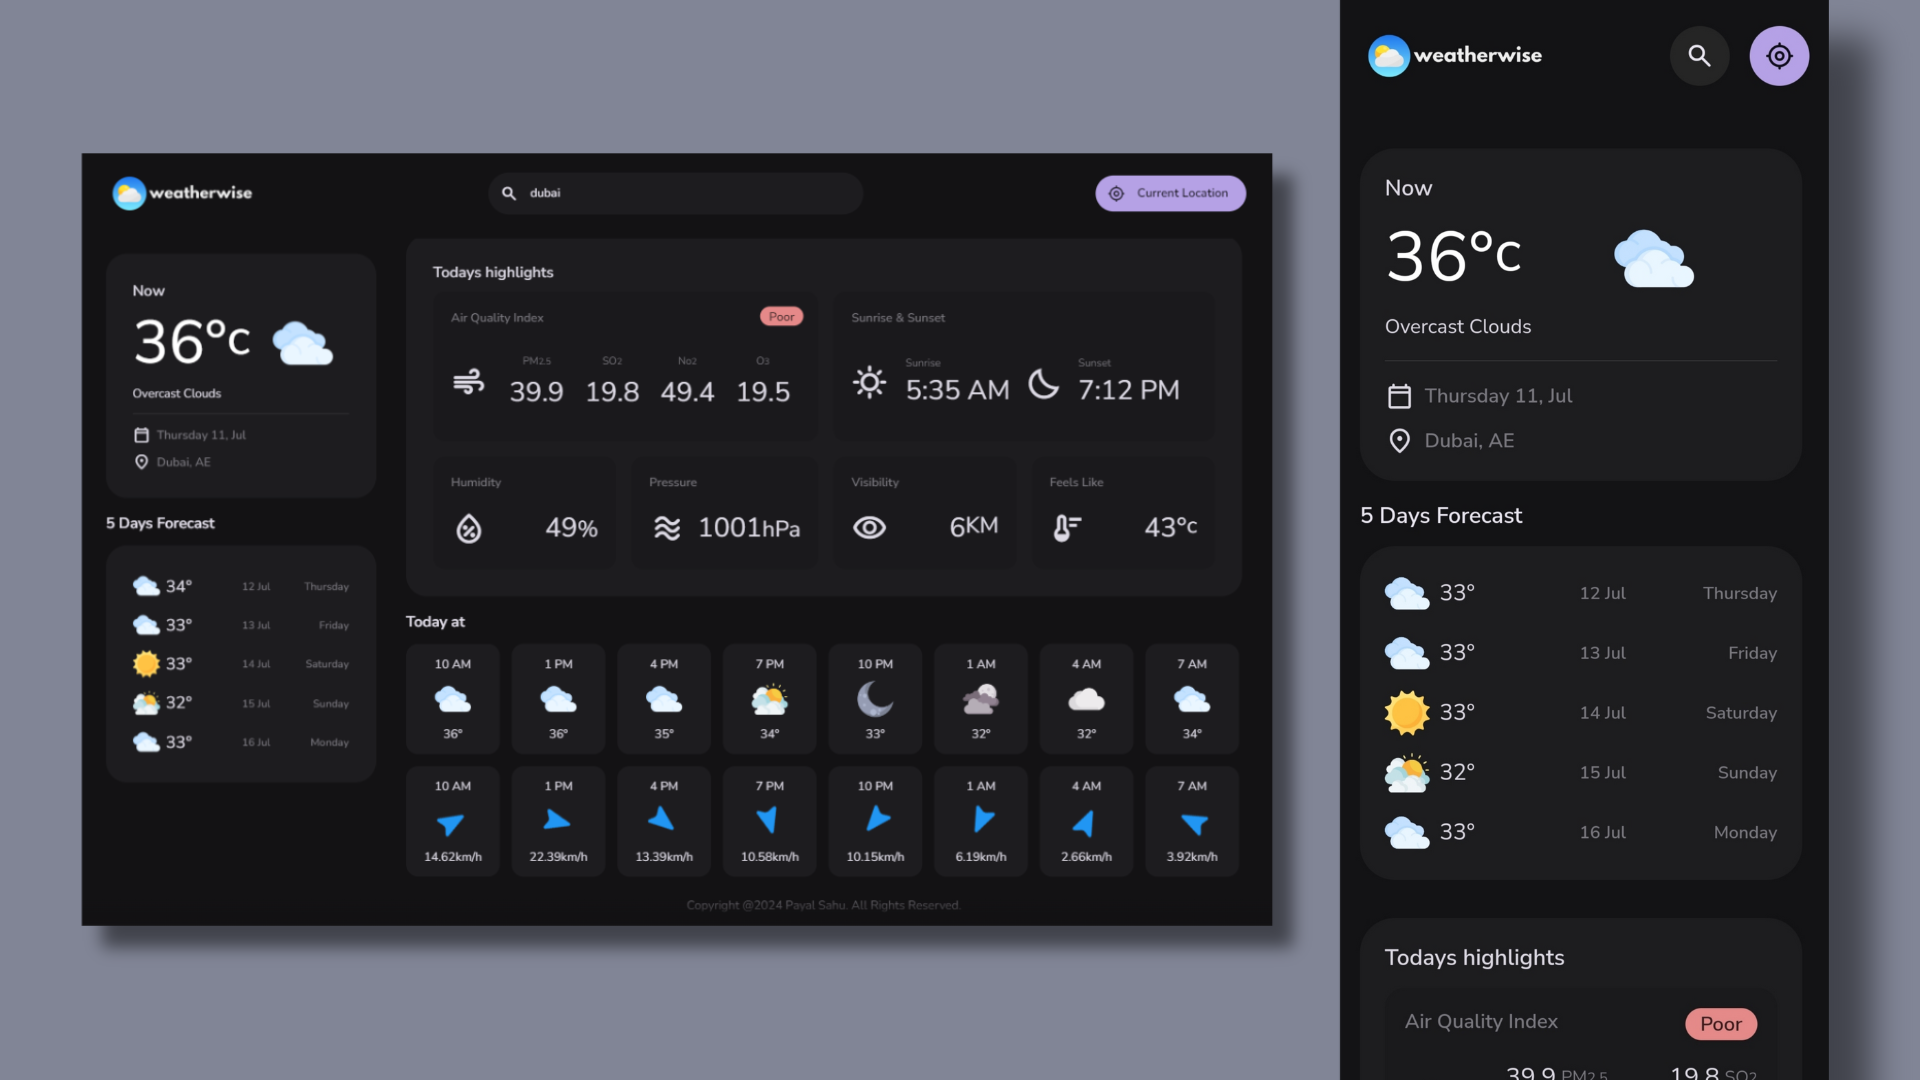 weatherwise
dubai
Current Location
Now
36°c
Overcast Clouds
Thursday 11, Jul
Dubai, AE
5 Days Forecast
34° 12 Jul Thursday
33° 13 Jul Friday
33° 14 Jul Saturday
32° 15 Jul Sunday
33° 16 Jul Monday
Todays highlights
Air Quality Index Poor
PM2.5 SO2 No2 O3
39.9 19.8 49.4 19.5
Sunrise & Sunset
Sunrise Sunset
5:35 AM 7:12 PM
Humidity
49%
Pressure
1001hPa
Visibility
6KM
Feels Like
43°c
Today at
10 AM 1 PM 4 PM 7 PM 10 PM 1 AM 4 AM 7 AM
36° 36° 35° 34° 33° 32° 32° 34°
10 AM 1 PM 4 PM 7 PM 10 PM 1 AM 4 AM 7 AM
14.62km/h 22.39km/h 13.39km/h 10.58km/h 10.15km/h 6.19km/h 2.66km/h 3.92km/h
Copyright @2024 Payal Sahu. All Rights Reserved.
weatherwise
Now
36°c
Overcast Clouds
Thursday 11, Jul
Dubai, AE
5 Days Forecast
33° 12 Jul Thursday
33° 13 Jul Friday
33° 14 Jul Saturday
32° 15 Jul Sunday
33° 16 Jul Monday
Todays highlights
Air Quality Index Poor
39.9 PM2.5 19.8 SO2